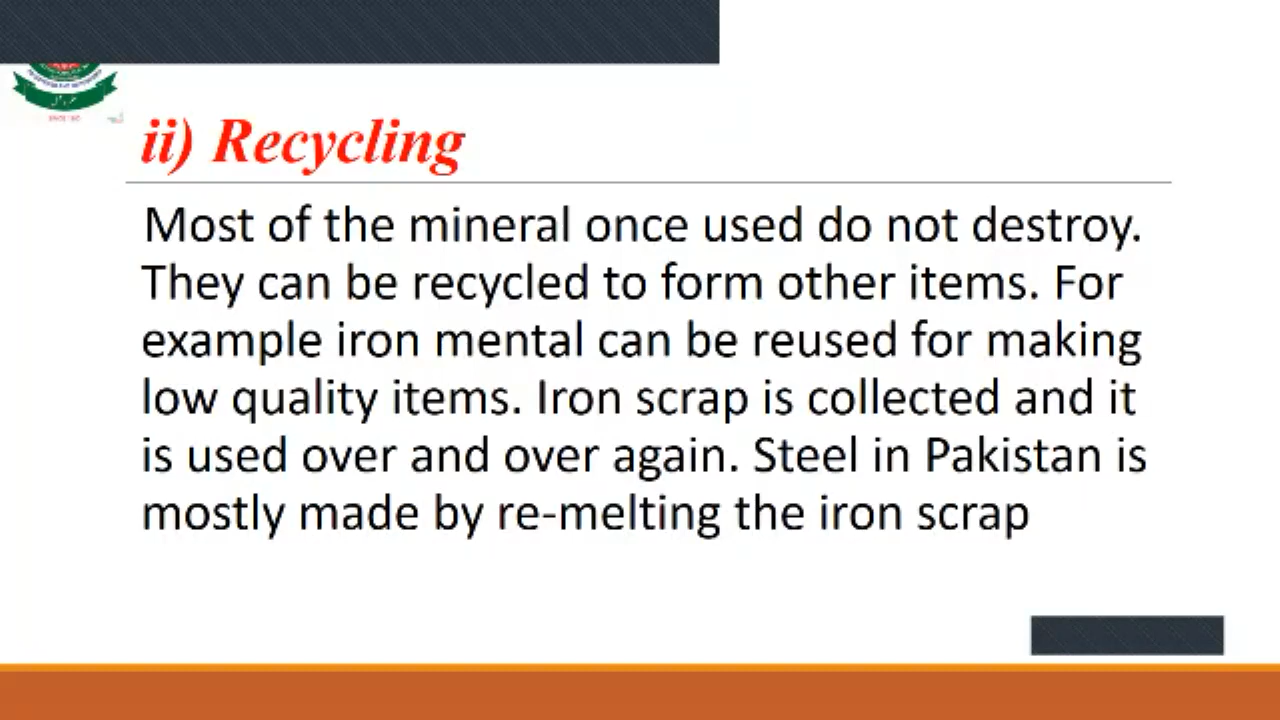 ii) Recycling
Most of the mineral once used do not destroy.
They can be recycled to form other items. For
example iron mental can be reused for making
low quality items. Iron scrap is collected and it
is used over and over again. Steel in Pakistan is
mostly made by re-melting the iron scrap